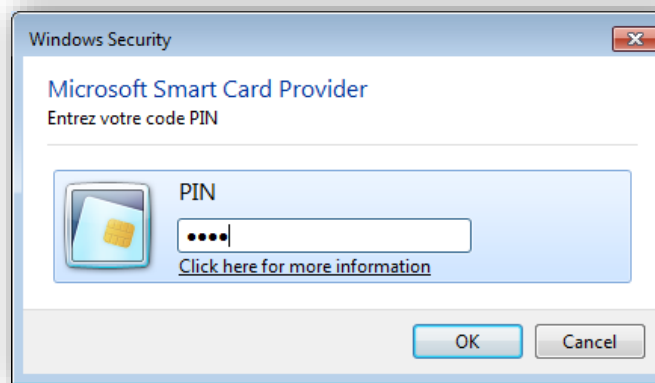 Windows Security
Microsoft Smart Card Provider
Entrez votre code PIN
PIN
••••
Click here for more information
OK
Cancel